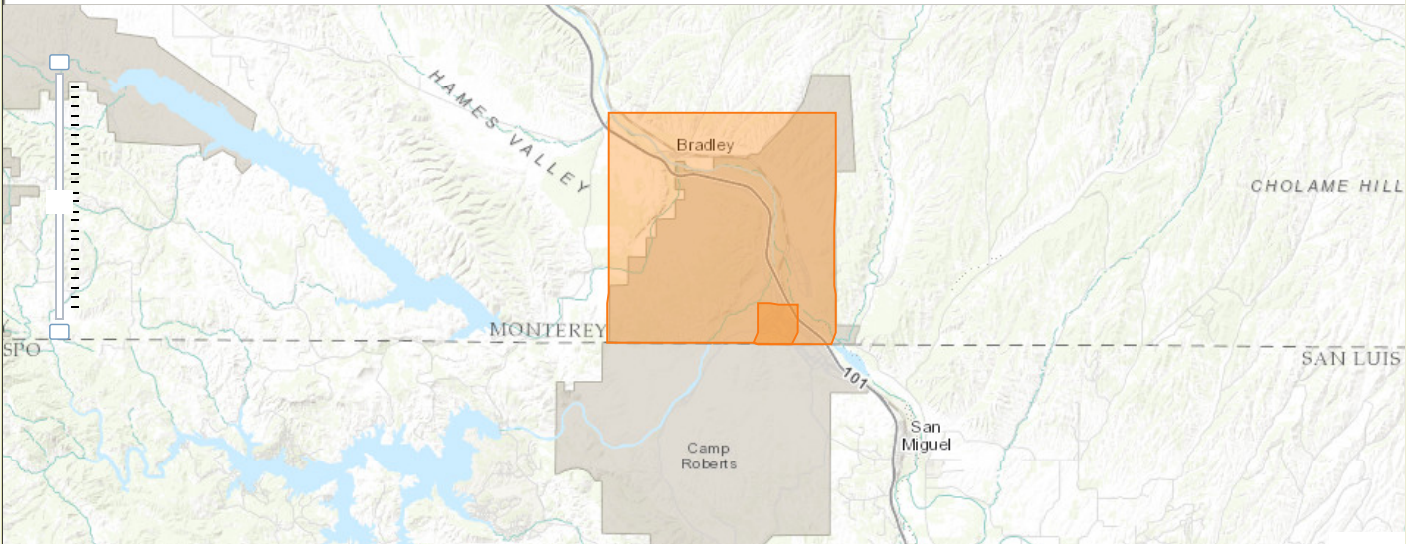 HAMES VALLEY
Bradley
CHOLAME HILL
MONTEREY
SPO
SAN LUIS
101
San
Miguel
Camp
Roberts